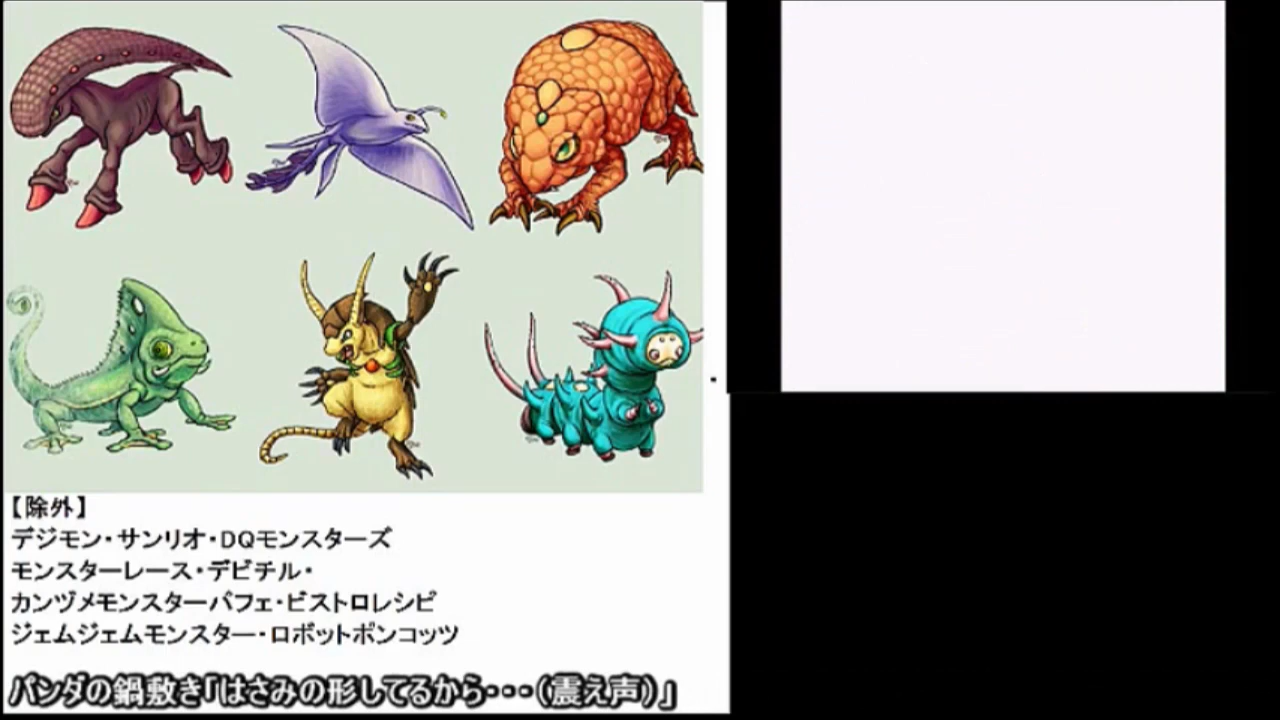 【除外】
デジモン・サンリオ・DQモンスターズ
モンスターレース・デビチル・
カンヅメモンスターパフェ・ビストロレシピ
ジェムジェムモンスター・ロボットポンコッツ
パンダの鍋敷き「はさみの形してるから・・・（震え声）」